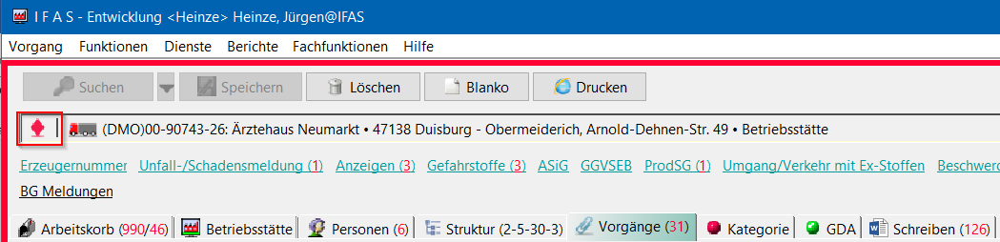 I F A S - Entwicklung <Heinze> Heinze, Jürgen@IFAS
Vorgang Funktionen Dienste Berichte Fachfunktionen Hilfe
Suchen Speichern Löschen Blanko Drucken
(DMO)00-90743-26: Ärztehaus Neumarkt • 47138 Duisburg - Obermeiderich, Arnold-Dehnen-Str. 49 • Betriebsstätte
Erzeugernummer Unfall-/Schadensmeldung (1) Anzeigen (3) Gefahrstoffe (3) ASiG GGVSEB ProdSG (1) Umgang/Verkehr mit Ex-Stoffen Beschwerd
BG Meldungen
Arbeitskorb (990/46) Betriebsstätte Personen (6) Struktur (2-5-30-3) Vorgänge (31) Kategorie GDA Schreiben (126)